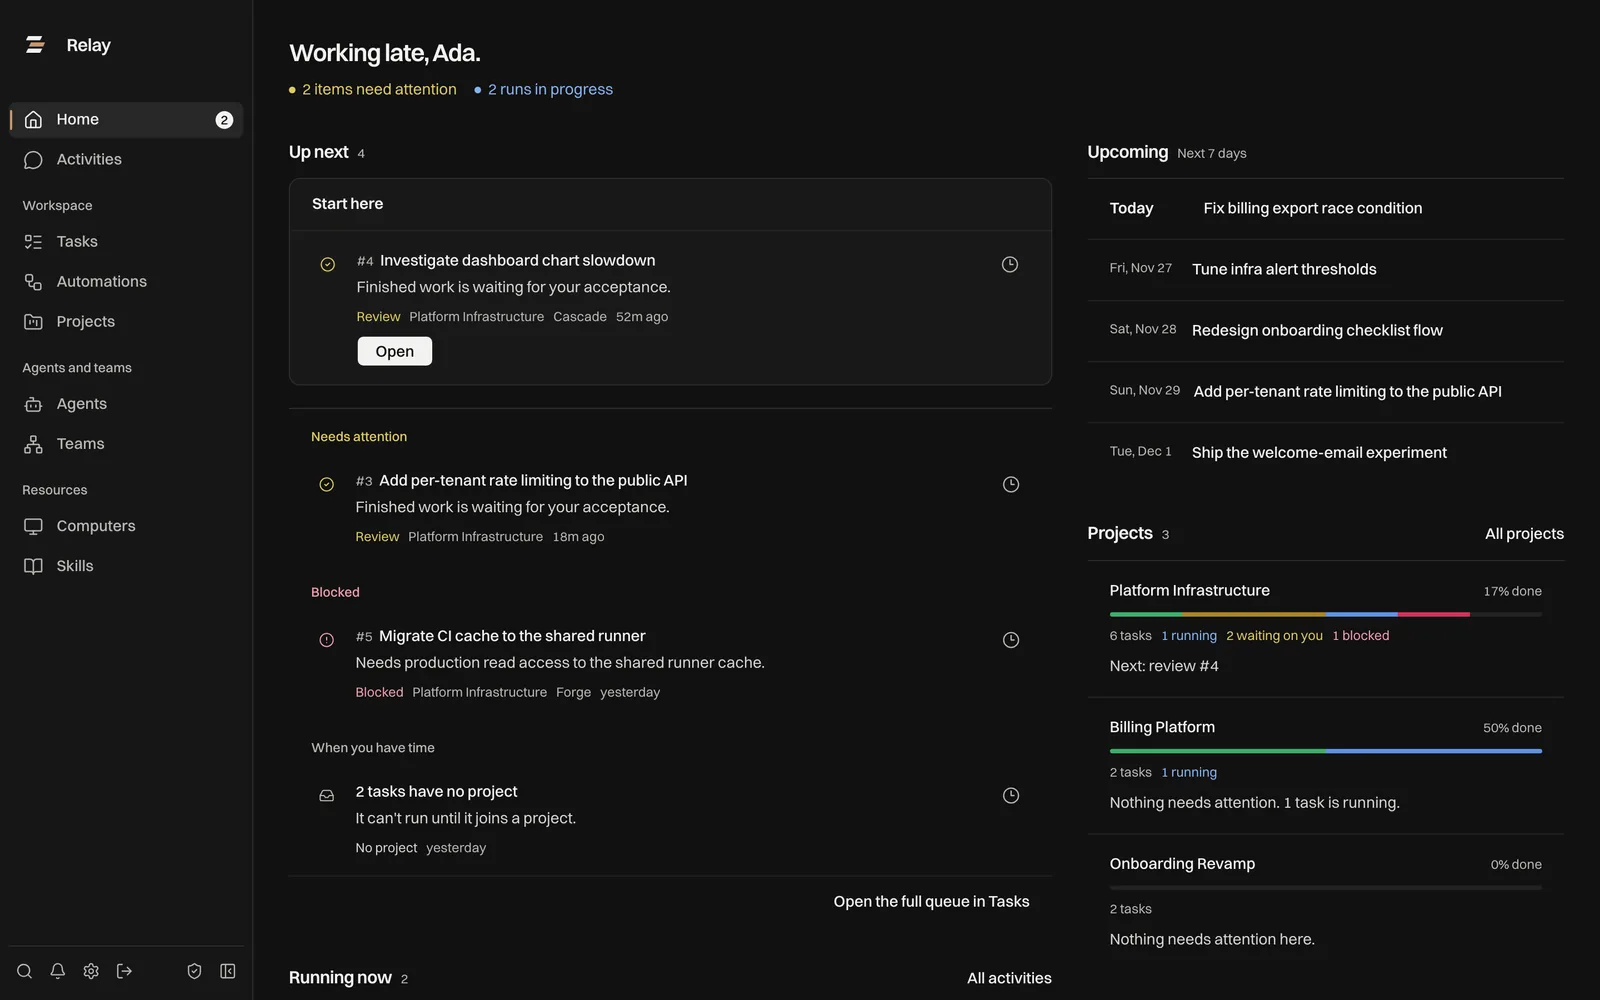 Relay
Home 2
Activities
Workspace
Tasks
Automations
Projects
Agents and teams
Agents
Teams
Resources
Computers
Skills
Working late, Ada.
2 items need attention 2 runs in progress
Up next 4
Start here
#4 Investigate dashboard chart slowdown
Finished work is waiting for your acceptance.
Review Platform Infrastructure Cascade 52m ago
Open
Needs attention
#3 Add per-tenant rate limiting to the public API
Finished work is waiting for your acceptance.
Review Platform Infrastructure 18m ago
Blocked
#5 Migrate CI cache to the shared runner
Needs production read access to the shared runner cache.
Blocked Platform Infrastructure Forge yesterday
When you have time
2 tasks have no project
It can't run until it joins a project.
No project yesterday
Open the full queue in Tasks
Running now 2 All activities
Upcoming Next 7 days
Today Fix billing export race condition
Fri, Nov 27 Tune infra alert thresholds
Sat, Nov 28 Redesign onboarding checklist flow
Sun, Nov 29 Add per-tenant rate limiting to the public API
Tue, Dec 1 Ship the welcome-email experiment
Projects 3 All projects
Platform Infrastructure 17% done
6 tasks 1 running 2 waiting on you 1 blocked
Next: review #4
Billing Platform 50% done
2 tasks 1 running
Nothing needs attention. 1 task is running.
Onboarding Revamp 0% done
2 tasks
Nothing needs attention here.